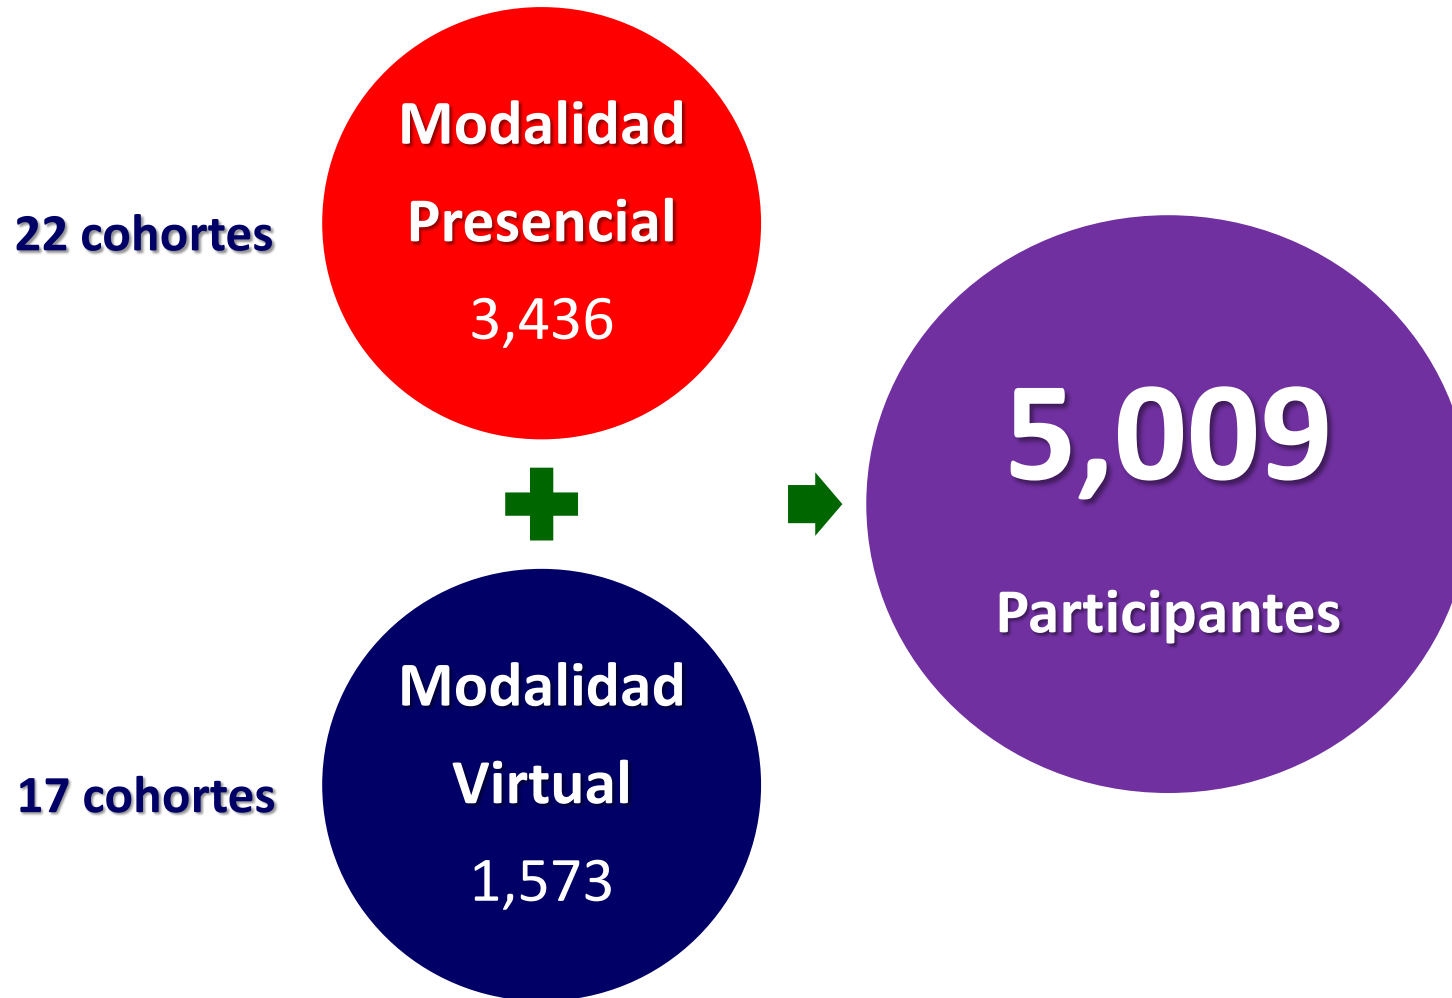 22 cohortes
Modalidad
Presencial
3,436
17 cohortes
Modalidad
Virtual
1,573
5,009
Participantes